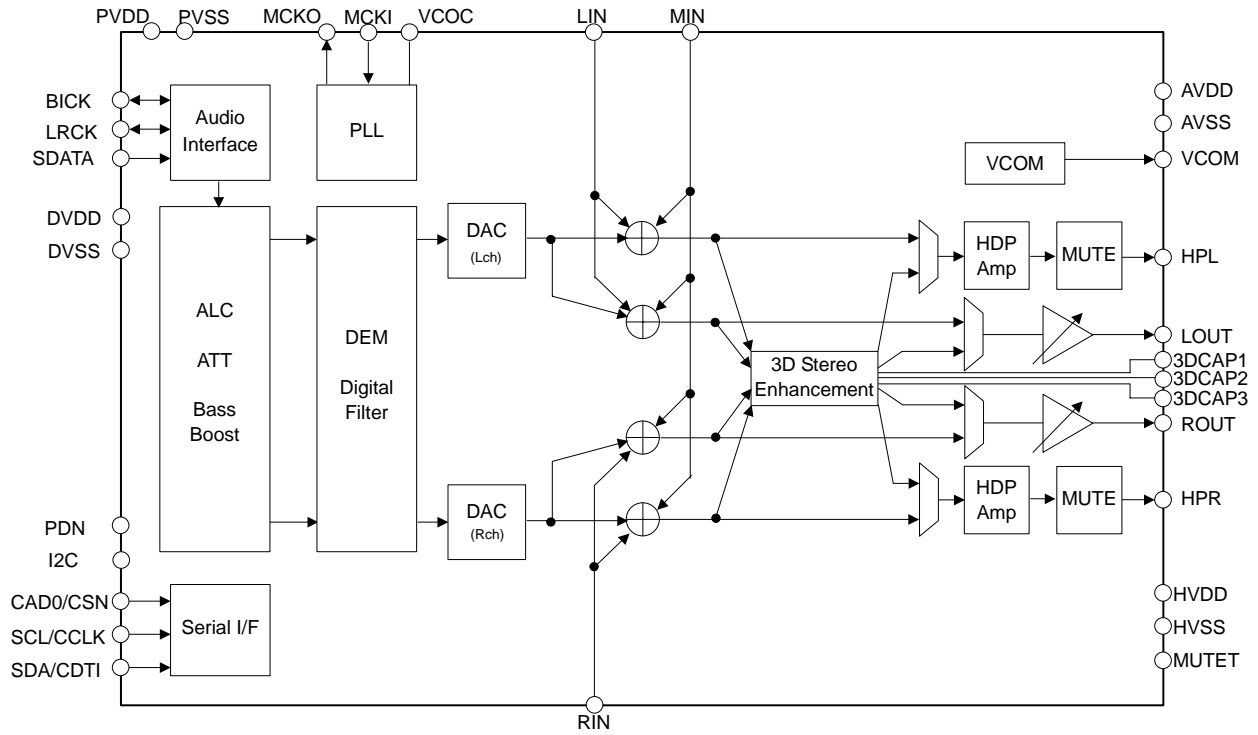 PVDD
PVSS
MCKO
MCKI
VCOC
LIN
MIN
BICK
LRCK
SDATA
Audio
Interface
PLL
AVDD
AVSS
VCOM
VCOM
DVDD
DVSS
ALC
ATT
Bass
Boost
DEM
Digital
Filter
DAC
(Lch)
HDP
Amp
MUTE
HPL
LOUT
3D Stereo
Enhancement
3DCAP1
3DCAP2
3DCAP3
ROUT
DAC
(Rch)
HDP
Amp
MUTE
HPR
PDN
I2C
CAD0/CSN
SCL/CCLK
SDA/CDTI
Serial I/F
HVDD
HVSS
MUTET
RIN